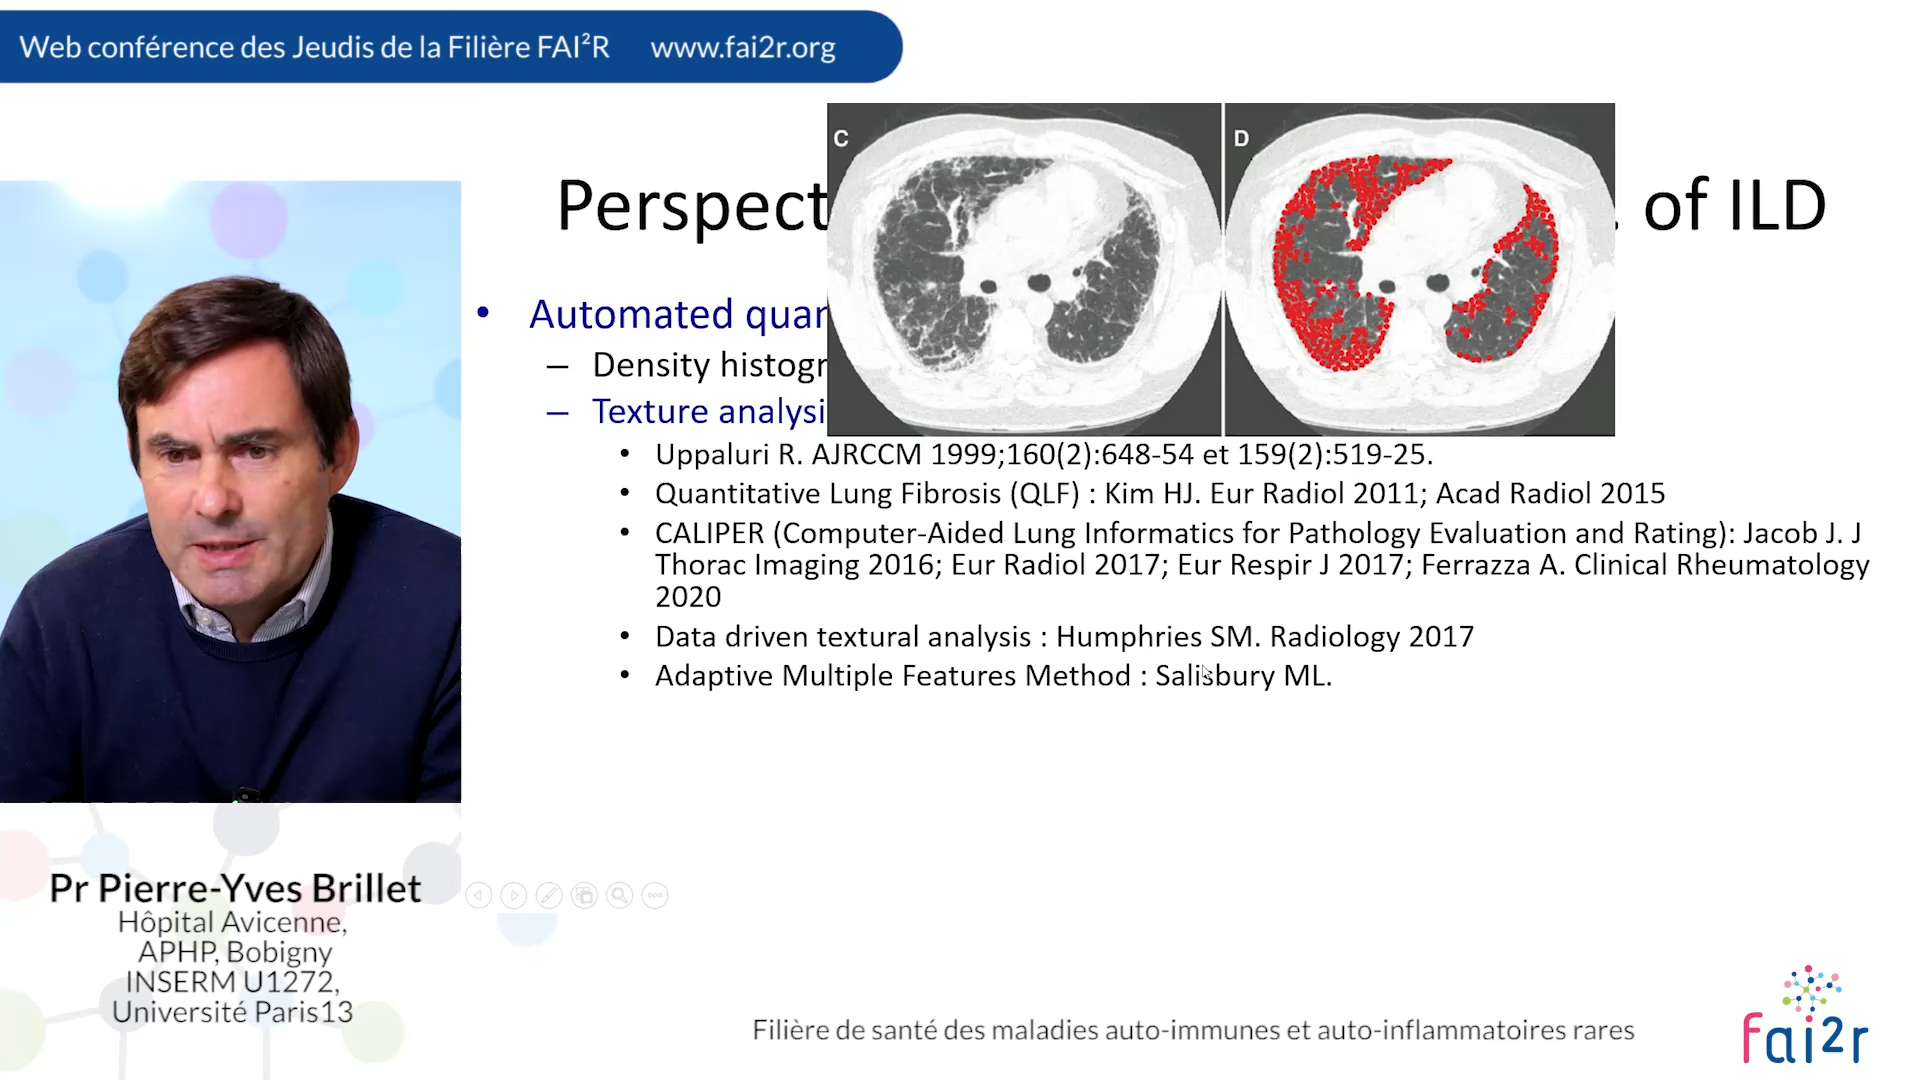 Web conférence des Jeudis de la Filière FAI²R www.fai2r.org
C
D
Perspect
. of ILD
• Automated quan
– Density histogr
– Texture analysi
• Uppaluri R. AJRCCM 1999;160(2):648-54 et 159(2):519-25.
• Quantitative Lung Fibrosis (QLF) : Kim HJ. Eur Radiol 2011; Acad Radiol 2015
• CALIPER (Computer-Aided Lung Informatics for Pathology Evaluation and Rating): Jacob J. J
Thorac Imaging 2016; Eur Radiol 2017; Eur Respir J 2017; Ferrazza A. Clinical Rheumatology
2020
• Data driven textural analysis : Humphries SM. Radiology 2017
• Adaptive Multiple Features Method : Salisbury ML.
Pr Pierre-Yves Brillet
Hôpital Avicenne,
APHP, Bobigny
INSERM U1272,
Université Paris13
Filière de santé des maladies auto-immunes et auto-inflammatoires rares
fai2r